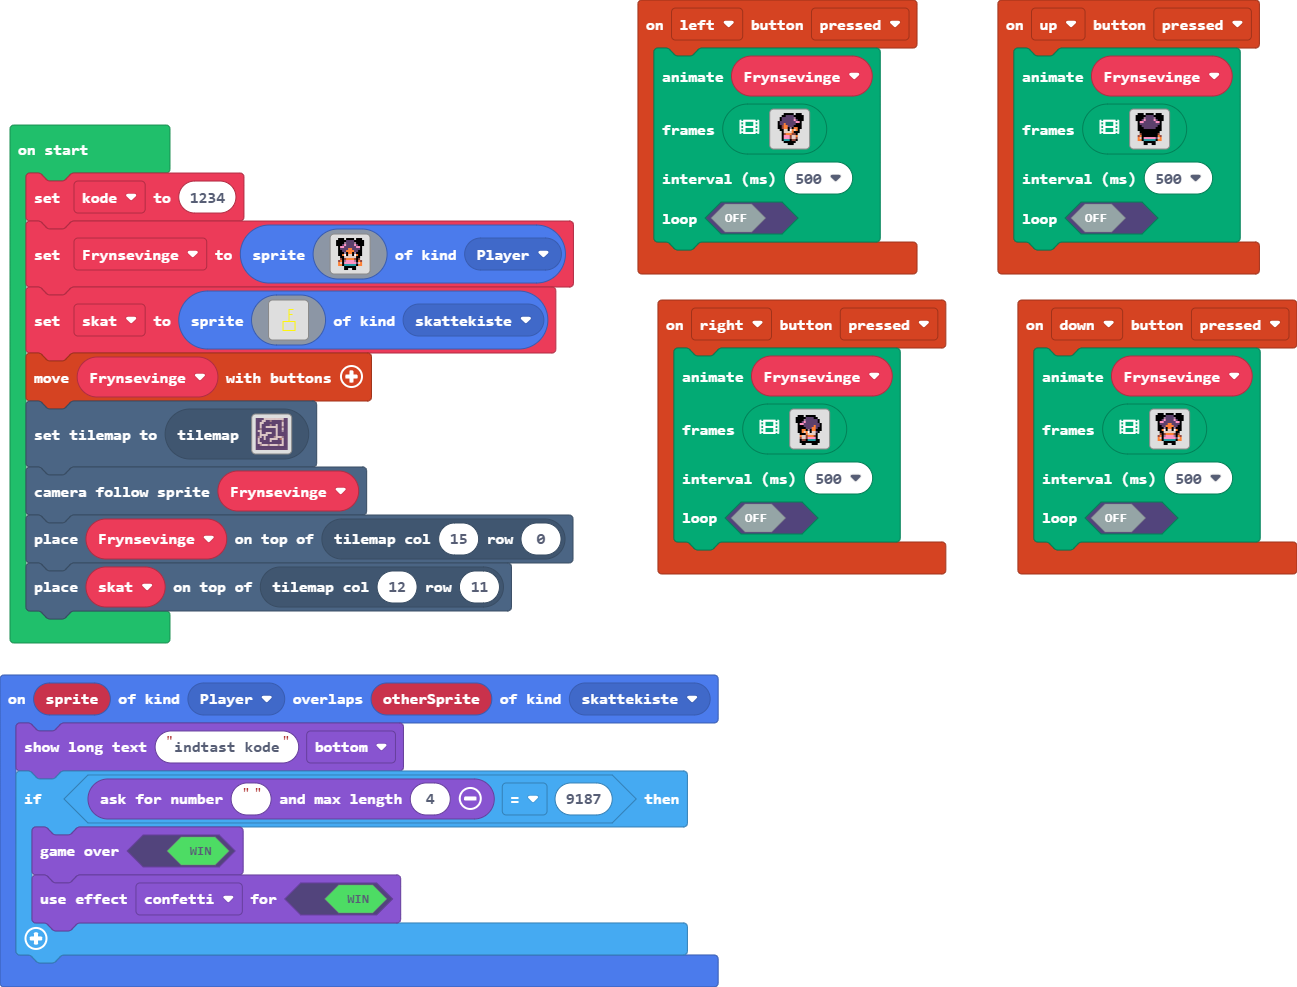 on start
set kode to 1234
set Frynsevinge to sprite of kind Player
set skat to sprite of kind skattekiste
move Frynsevinge with buttons
set tilemap to tilemap
camera follow sprite Frynsevinge
place Frynsevinge on top of tilemap col 15 row 0
place skat on top of tilemap col 12 row 11
on left button pressed
animate Frynsevinge
frames
interval (ms) 500
loop OFF
on up button pressed
animate Frynsevinge
frames
interval (ms) 500
loop OFF
on right button pressed
animate Frynsevinge
frames
interval (ms) 500
loop OFF
on down button pressed
animate Frynsevinge
frames
interval (ms) 500
loop OFF
on sprite of kind Player overlaps otherSprite of kind skattekiste
show long text "indtast kode" bottom
if ask for number " " and max length 4 = 9187 then
game over WIN
use effect confetti for WIN